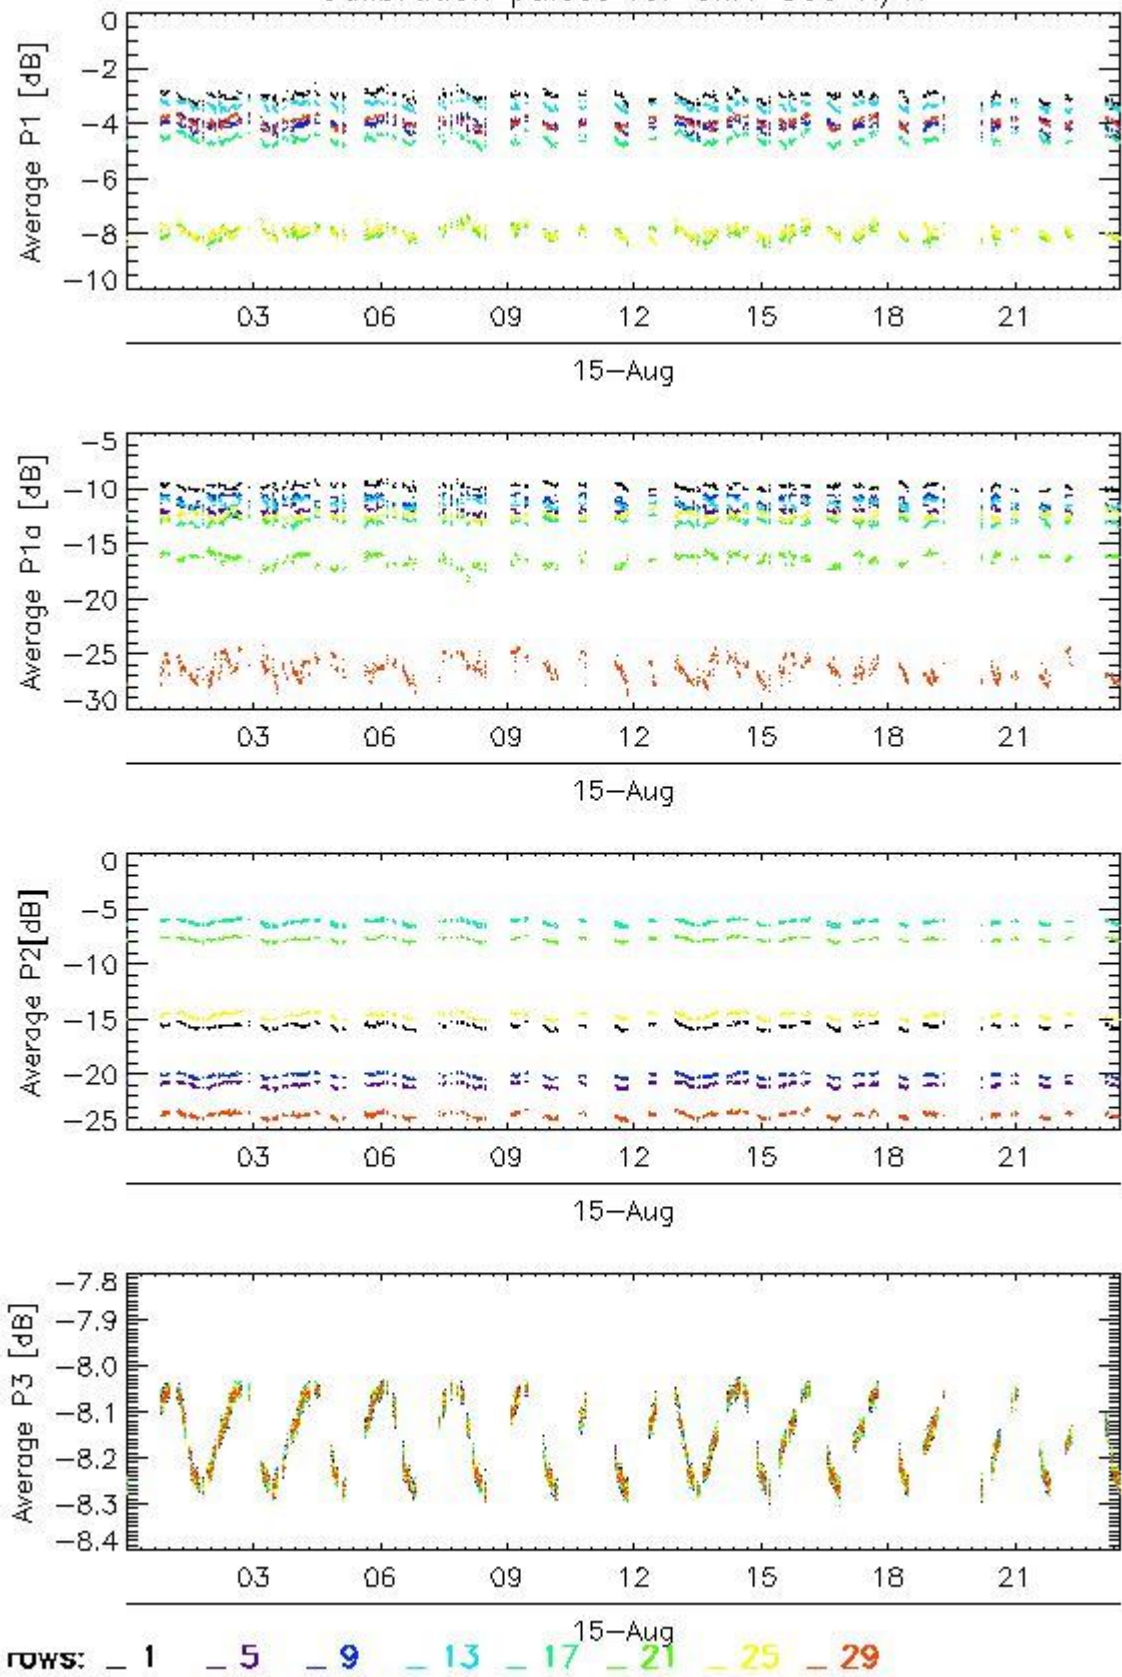 0
−2
−4
−6
−8
−10
Average P1 [dB]
03 06 09 12 15 18 21
15−Aug
−5
−10
−15
−20
−25
−30
Average P1a [dB]
03 06 09 12 15 18 21
15−Aug
0
−5
−10
−15
−20
−25
Average P2[dB]
03 06 09 12 15 18 21
15−Aug
−7.8
−7.9
−8.0
−8.1
−8.2
−8.3
−8.4
Average P3 [dB]
03 06 09 12 15 18 21
15−Aug
rows: _ 1 _ 5 _ 9 _ 13 _ 17 _ 21 _ 25 _ 29